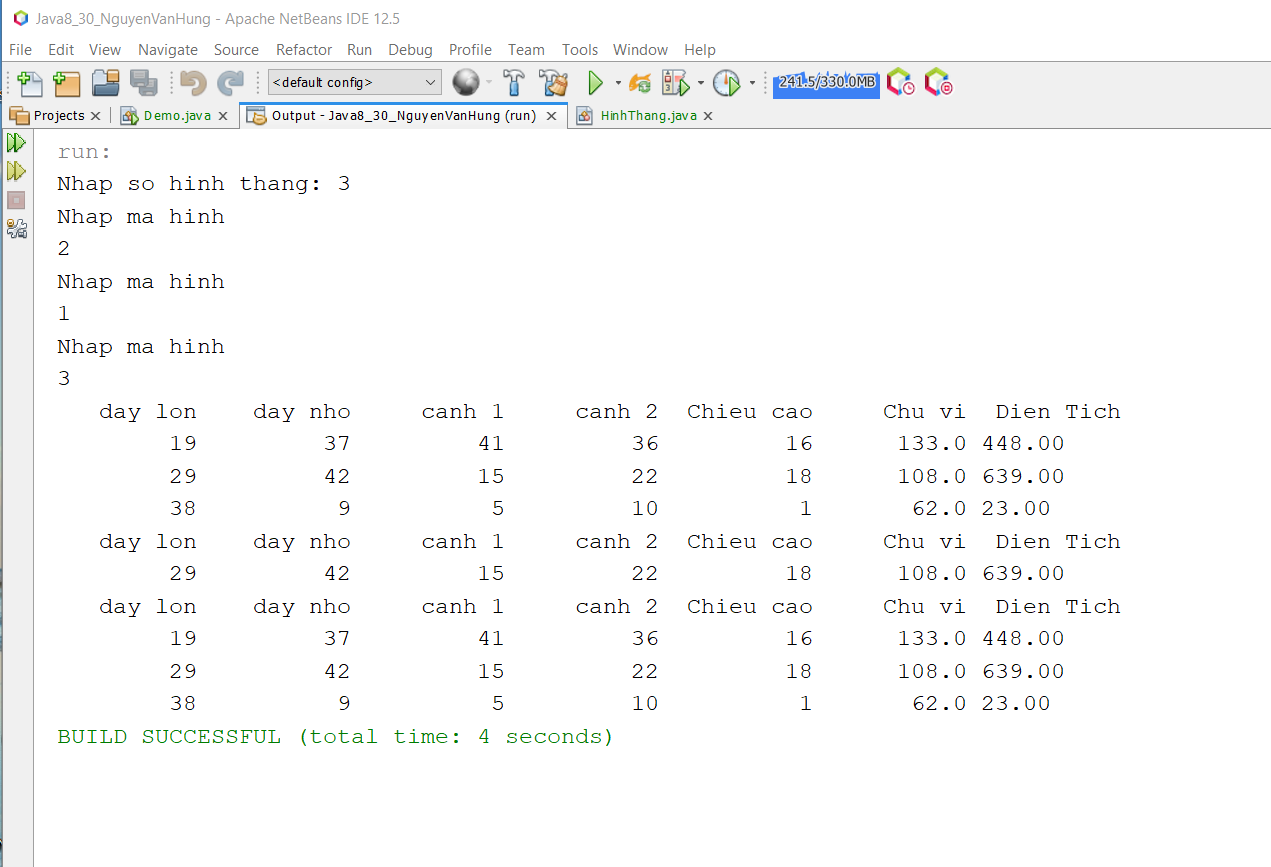 Java8_30_NguyenVanHung - Apache NetBeans IDE 12.5
File Edit View Navigate Source Refactor Run Debug Profile Team Tools Window Help
<default config> 241.5/330.0MB
Projects Demo.java Output - Java8_30_NguyenVanHung (run) HinhThang.java
run:
Nhap so hinh thang: 3
Nhap ma hinh
2
Nhap ma hinh
1
Nhap ma hinh
3
day lon day nho canh 1 canh 2 Chieu cao Chu vi Dien Tich
19 37 41 36 16 133.0 448.00
29 42 15 22 18 108.0 639.00
38 9 5 10 1 62.0 23.00
day lon day nho canh 1 canh 2 Chieu cao Chu vi Dien Tich
29 42 15 22 18 108.0 639.00
day lon day nho canh 1 canh 2 Chieu cao Chu vi Dien Tich
19 37 41 36 16 133.0 448.00
29 42 15 22 18 108.0 639.00
38 9 5 10 1 62.0 23.00
BUILD SUCCESSFUL (total time: 4 seconds)